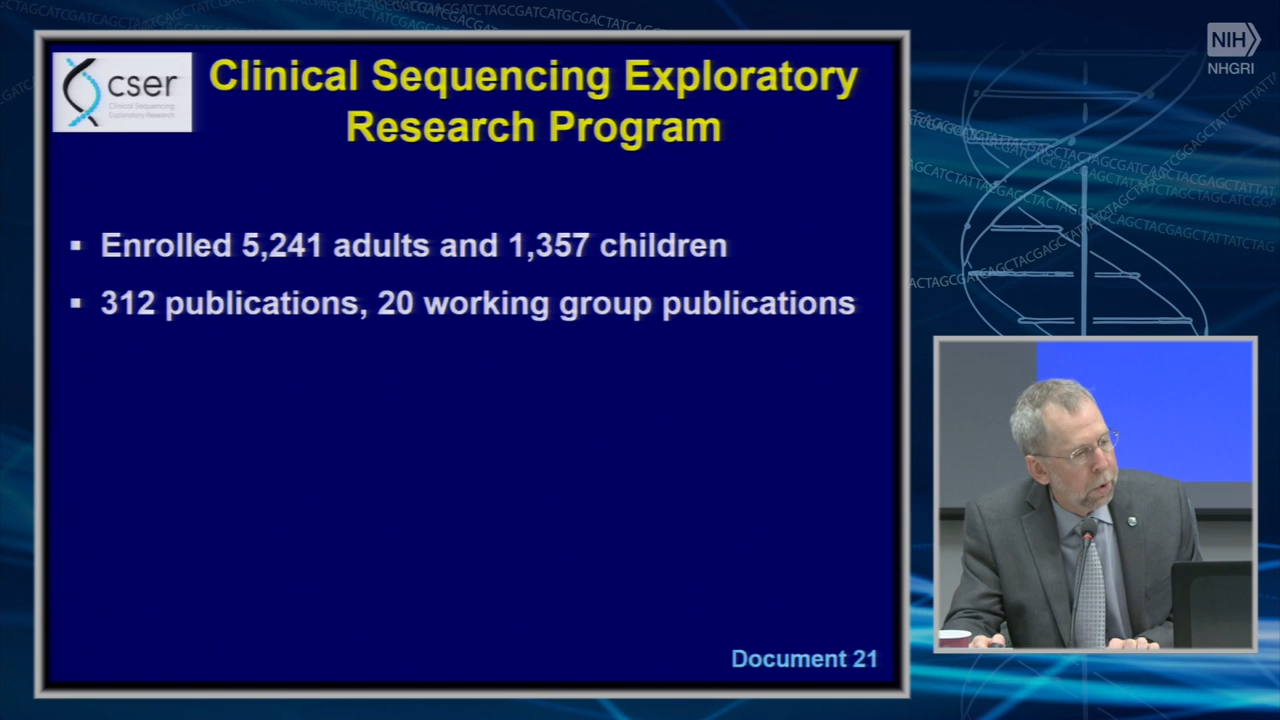 cser
Clinical Sequencing
Exploratory Research
Clinical Sequencing Exploratory
Research Program
▪ Enrolled 5,241 adults and 1,357 children
▪ 312 publications, 20 working group publications
Document 21
NIH
NHGRI